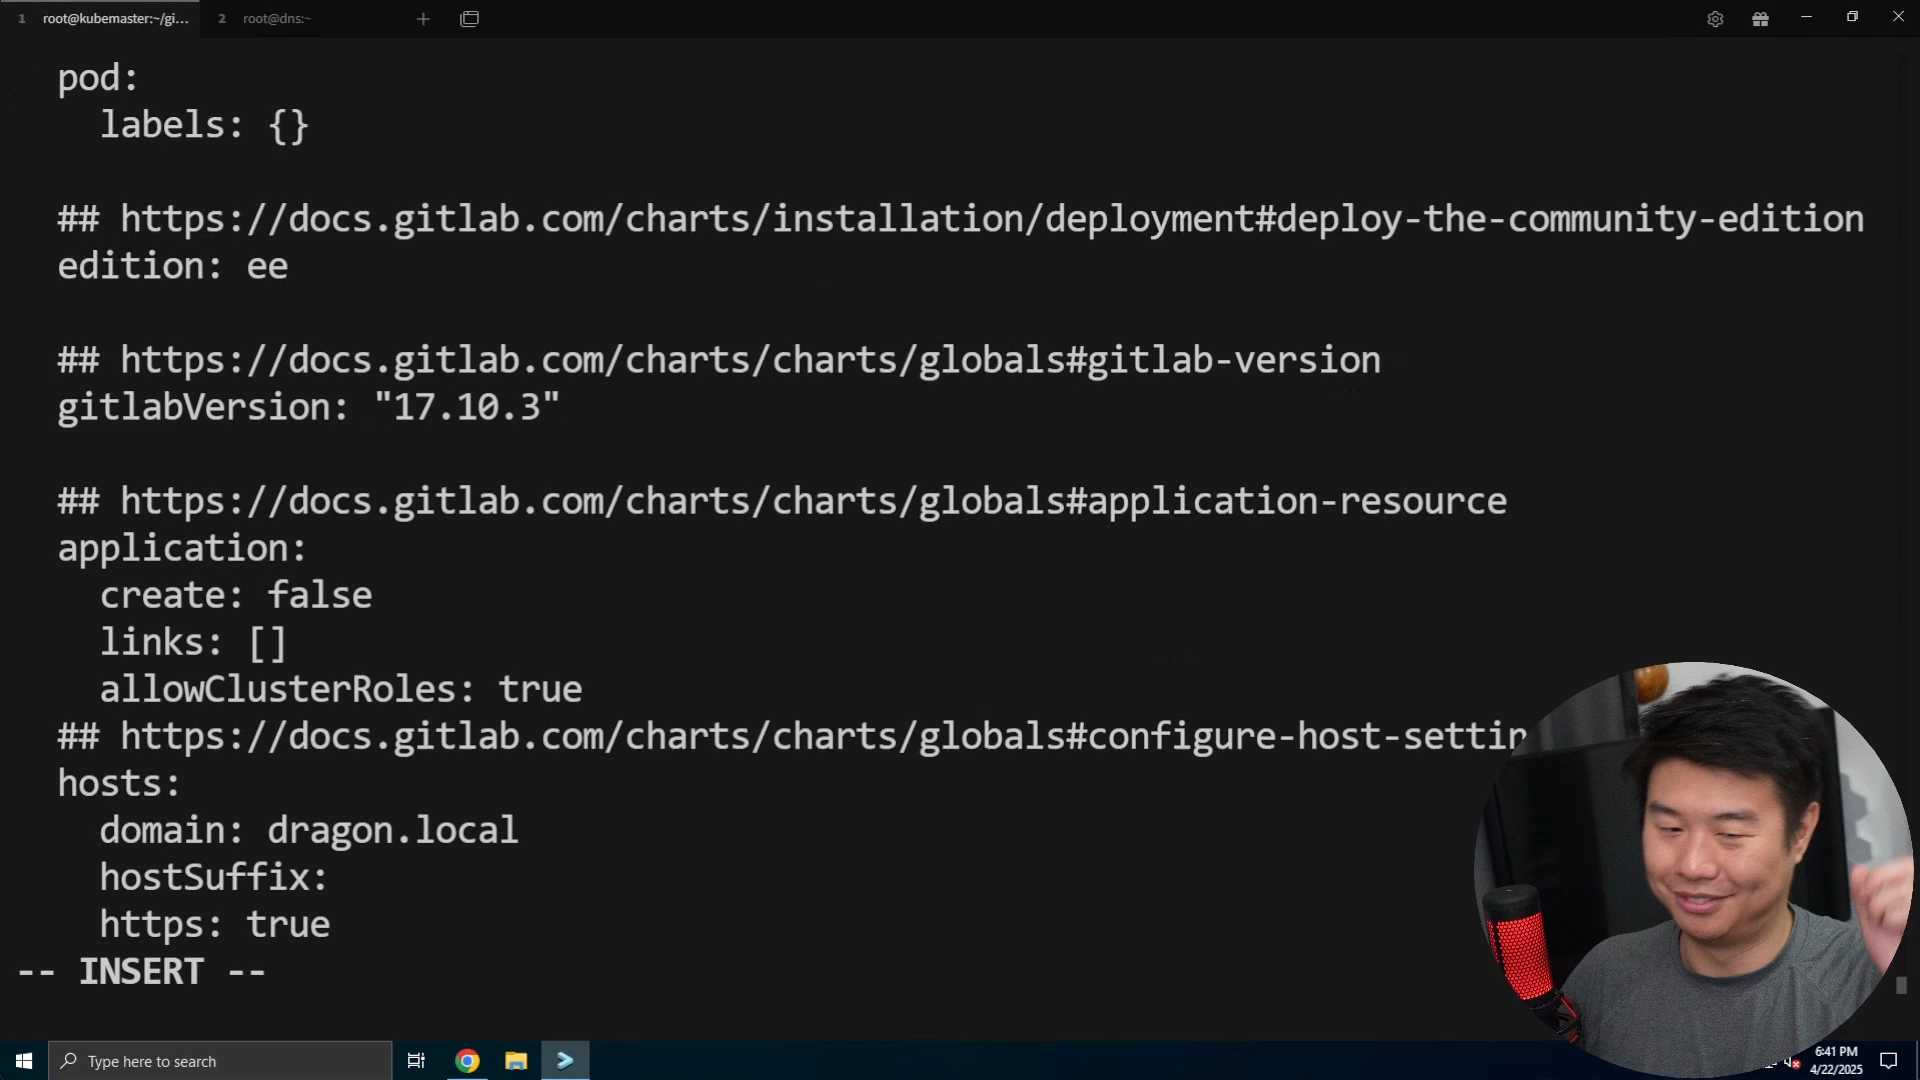 1 root@kubemaster:~/gi... 2 root@dns:~
pod:
labels: {}
## https://docs.gitlab.com/charts/installation/deployment#deploy-the-community-edition
edition: ee
## https://docs.gitlab.com/charts/charts/globals#gitlab-version
gitlabVersion: "17.10.3"
## https://docs.gitlab.com/charts/charts/globals#application-resource
application:
create: false
links: []
allowClusterRoles: true
## https://docs.gitlab.com/charts/charts/globals#configure-host-settin
hosts:
domain: dragon.local
hostSuffix:
https: true
-- INSERT --
Type here to search
6:41 PM
4/22/2025